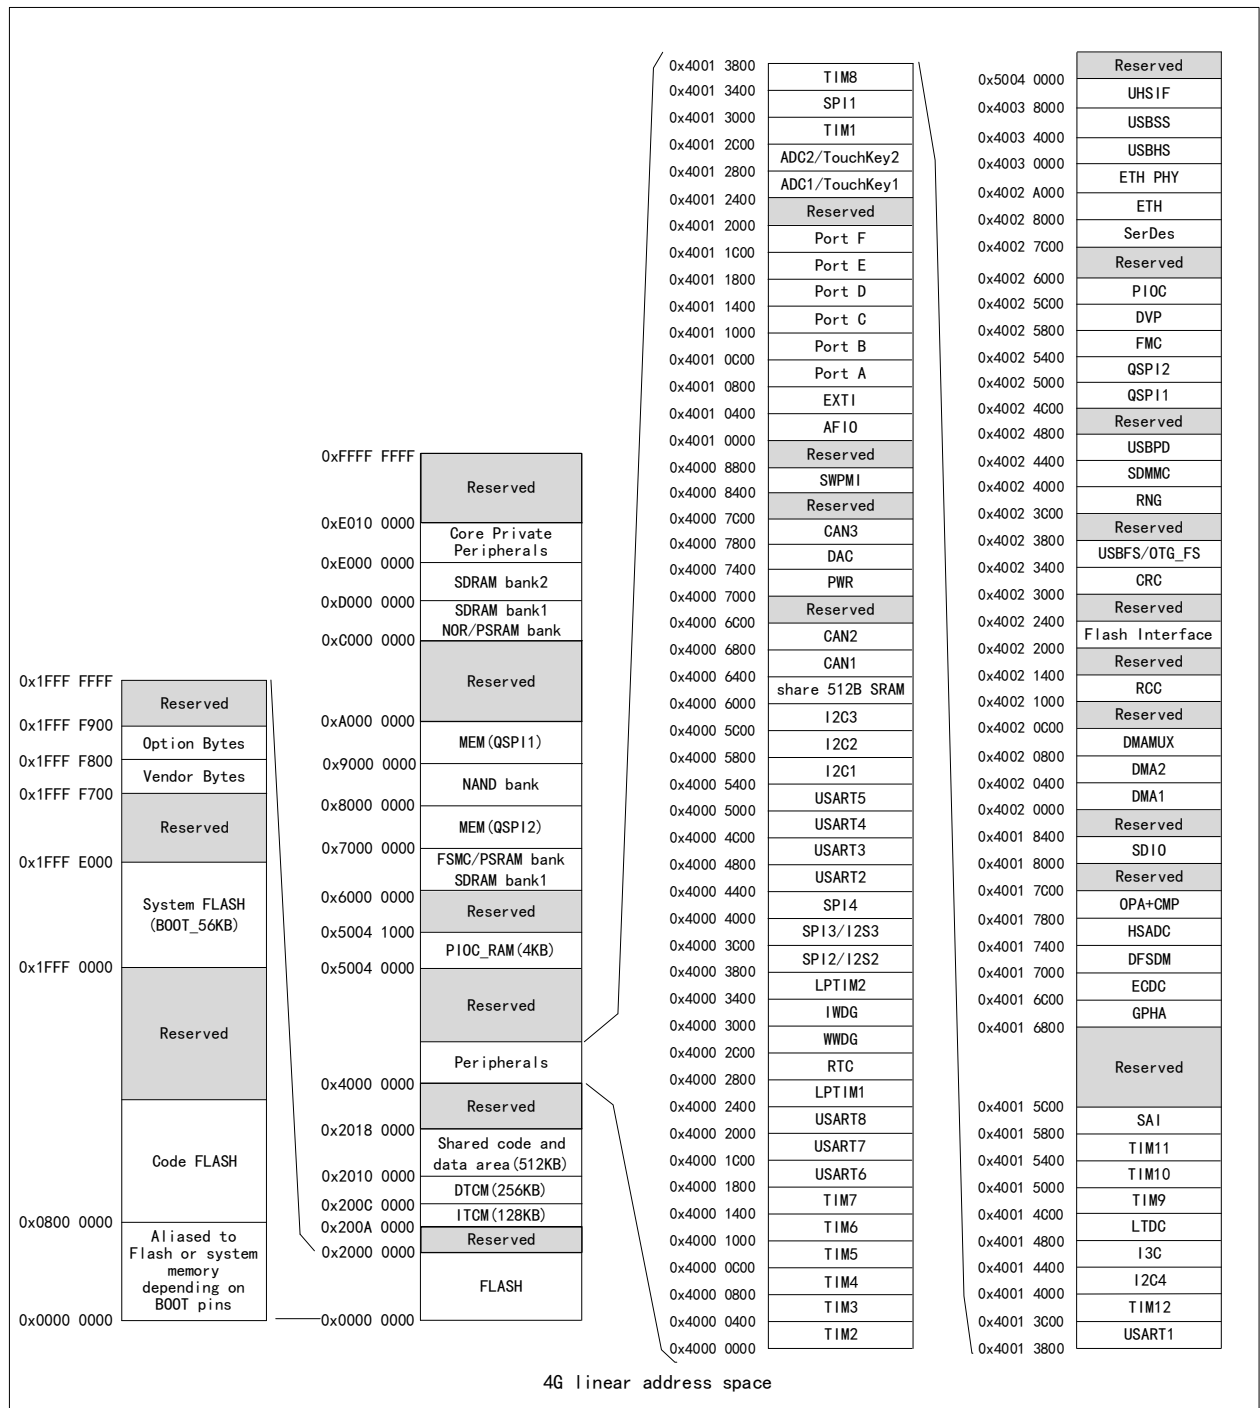 0x1FFF FFFF
Reserved
0x1FFF F900
Option Bytes
0x1FFF F800
Vendor Bytes
0x1FFF F700
Reserved
0x1FFF E000
System FLASH
(BOOT_56KB)
0x1FFF 0000
Reserved
Code FLASH
0x0800 0000
Aliased to
Flash or system
memory
depending on
BOOT pins
0x0000 0000
0xFFFF FFFF
Reserved
0xE010 0000
Core Private
Peripherals
0xE000 0000
SDRAM bank2
0xD000 0000
SDRAM bank1
NOR/PSRAM bank
0xC000 0000
Reserved
0xA000 0000
MEM(QSPI1)
0x9000 0000
NAND bank
0x8000 0000
MEM(QSPI2)
0x7000 0000
FSMC/PSRAM bank
SDRAM bank1
0x6000 0000
Reserved
0x5004 1000
PIOC_RAM(4KB)
0x5004 0000
Reserved
Peripherals
0x4000 0000
Reserved
0x2018 0000
Shared code and
data area(512KB)
0x2010 0000
DTCM(256KB)
0x200C 0000
ITCM(128KB)
0x200A 0000
Reserved
0x2000 0000
FLASH
0x0000 0000
0x4001 3800
TIM8
0x4001 3400
SPI1
0x4001 3000
TIM1
0x4001 2C00
ADC2/TouchKey2
0x4001 2800
ADC1/TouchKey1
0x4001 2400
Reserved
0x4001 2000
Port F
0x4001 1C00
Port E
0x4001 1800
Port D
0x4001 1400
Port C
0x4001 1000
Port B
0x4001 0C00
Port A
0x4001 0800
EXTI
0x4001 0400
AFIO
0x4001 0000
Reserved
0x4000 8800
SWPMI
0x4000 8400
Reserved
0x4000 7C00
CAN3
0x4000 7800
DAC
0x4000 7400
PWR
0x4000 7000
Reserved
0x4000 6C00
CAN2
0x4000 6800
CAN1
0x4000 6400
share 512B SRAM
0x4000 6000
I2C3
0x4000 5C00
I2C2
0x4000 5800
I2C1
0x4000 5400
USART5
0x4000 5000
USART4
0x4000 4C00
USART3
0x4000 4800
USART2
0x4000 4400
SPI4
0x4000 4000
SPI3/I2S3
0x4000 3C00
SPI2/I2S2
0x4000 3800
LPTIM2
0x4000 3400
IWDG
0x4000 3000
WWDG
0x4000 2C00
RTC
0x4000 2800
LPTIM1
0x4000 2400
USART8
0x4000 2000
USART7
0x4000 1C00
USART6
0x4000 1800
TIM7
0x4000 1400
TIM6
0x4000 1000
TIM5
0x4000 0C00
TIM4
0x4000 0800
TIM3
0x4000 0400
TIM2
0x4000 0000
Reserved
0x5004 0000
UHSIF
0x4003 8000
USBSS
0x4003 4000
USBHS
0x4003 0000
ETH PHY
0x4002 A000
ETH
0x4002 8000
SerDes
0x4002 7C00
Reserved
0x4002 6000
PIOC
0x4002 5C00
DVP
0x4002 5800
FMC
0x4002 5400
QSPI2
0x4002 5000
QSPI1
0x4002 4C00
Reserved
0x4002 4800
USBPD
0x4002 4400
SDMMC
0x4002 4000
RNG
0x4002 3C00
Reserved
0x4002 3800
USBFS/OTG_FS
0x4002 3400
CRC
0x4002 3000
Reserved
0x4002 2400
Flash Interface
0x4002 2000
Reserved
0x4002 1400
RCC
0x4002 1000
Reserved
0x4002 0C00
DMAMUX
0x4002 0800
DMA2
0x4002 0400
DMA1
0x4002 0000
Reserved
0x4001 8400
SDIO
0x4001 8000
Reserved
0x4001 7C00
OPA+CMP
0x4001 7800
HSADC
0x4001 7400
DFSDM
0x4001 7000
ECDC
0x4001 6C00
GPHA
0x4001 6800
Reserved
0x4001 5C00
SAI
0x4001 5800
TIM11
0x4001 5400
TIM10
0x4001 5000
TIM9
0x4001 4C00
LTDC
0x4001 4800
I3C
0x4001 4400
I2C4
0x4001 4000
TIM12
0x4001 3C00
USART1
0x4001 3800
4G linear address space